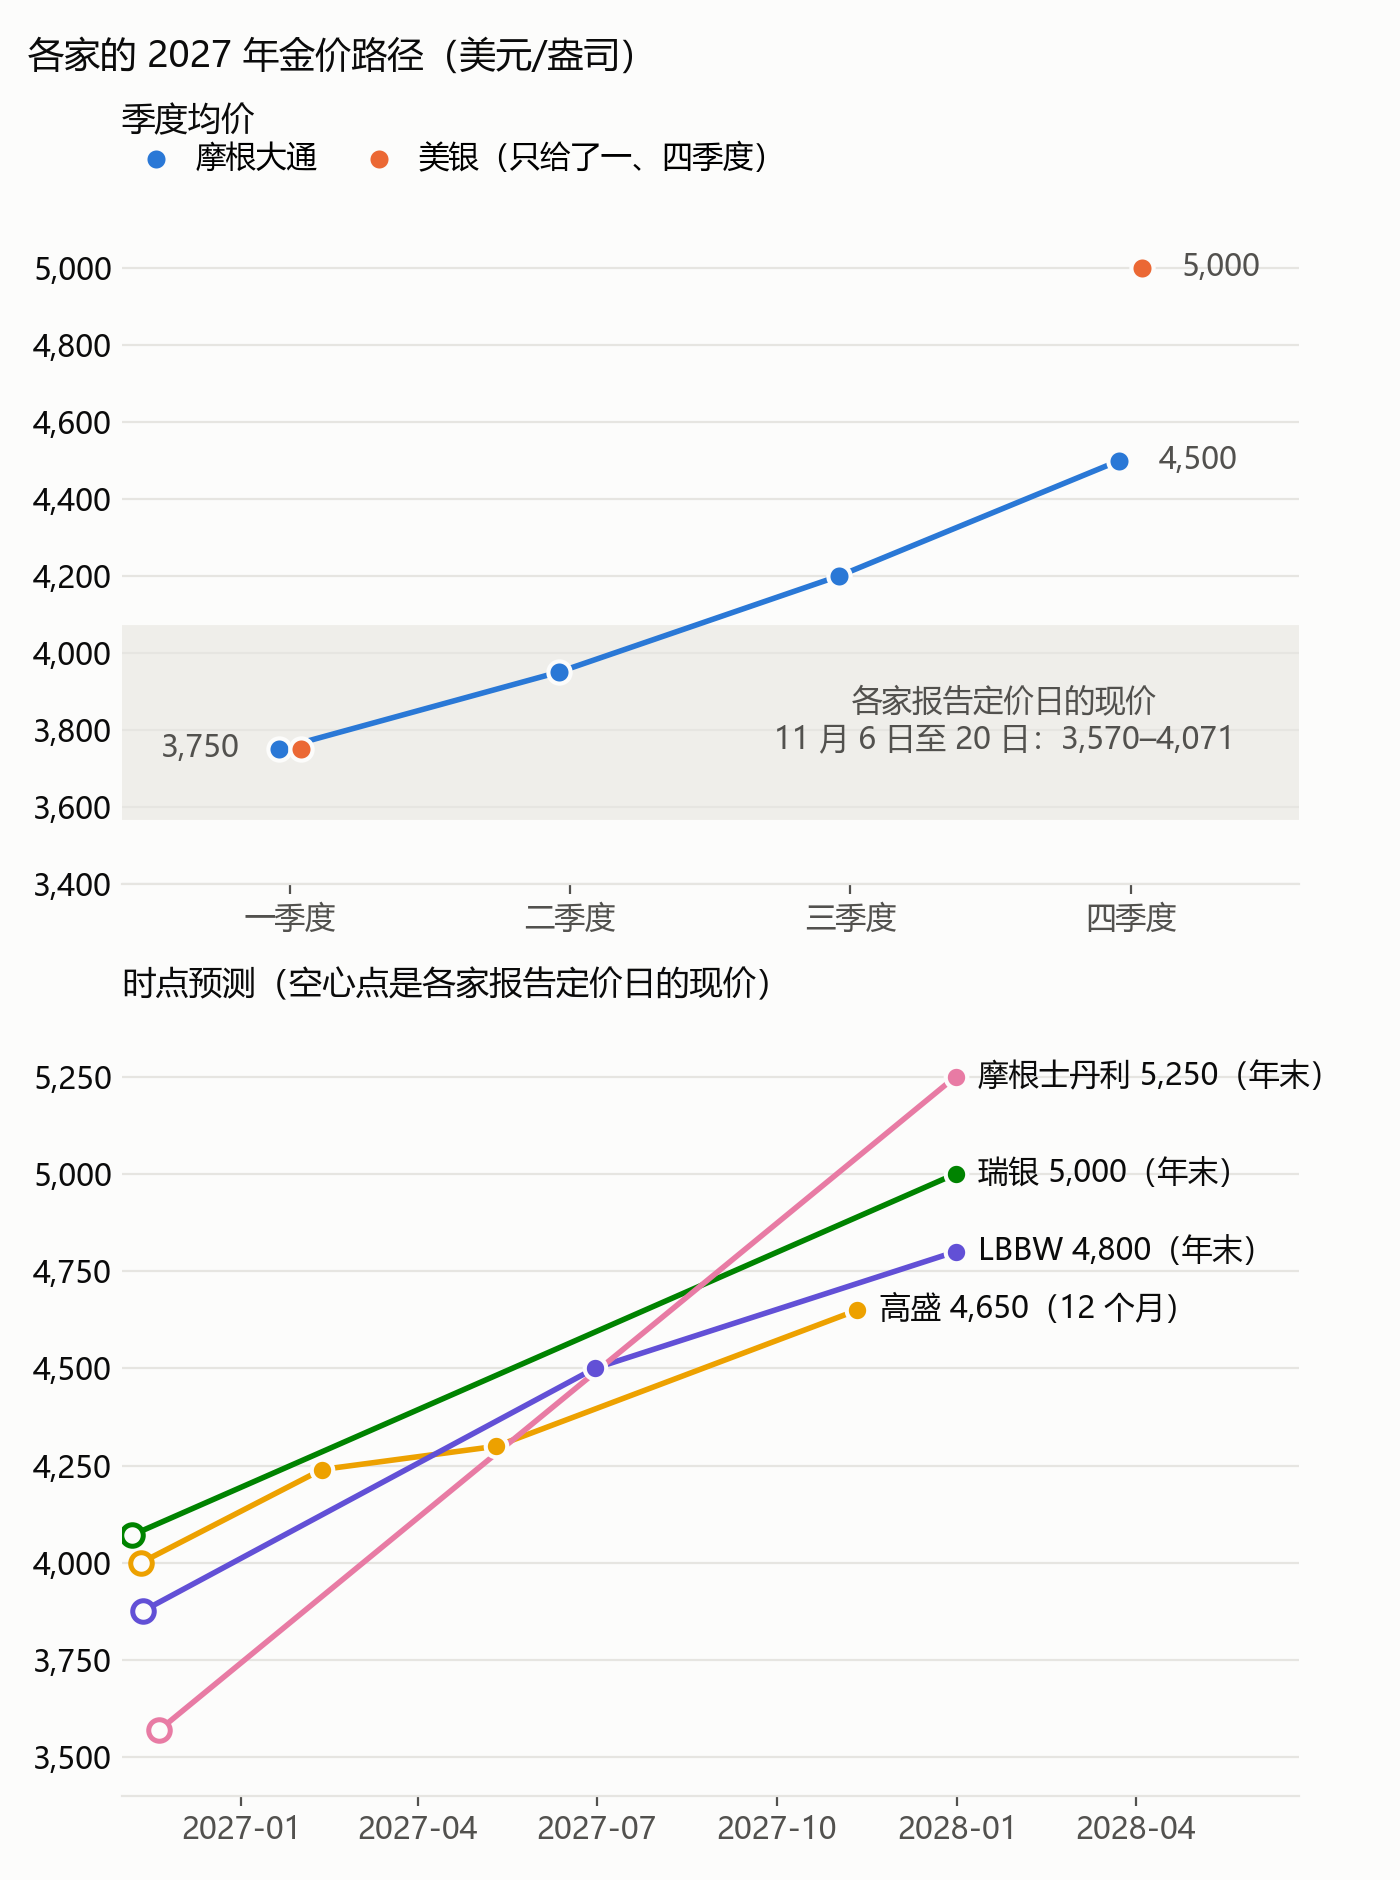 各家的 2027 年金价路径（美元/盎司）
季度均价
摩根大通
美银（只给了一、四季度）
5,000
5,000
4,800
4,600
4,500
4,400
4,200
4,000
各家报告定价日的现价
3,800
11 月 6 日至 20 日：3,570–4,071
3,750
3,600
3,400
一季度
二季度
三季度
四季度
时点预测（空心点是各家报告定价日的现价）
5,250
摩根士丹利 5,250（年末）
5,000
瑞银 5,000（年末）
LBBW 4,800（年末）
4,750
高盛 4,650（12 个月）
4,500
4,250
4,000
3,750
3,500
2027-01
2027-04
2027-07
2027-10
2028-01
2028-04